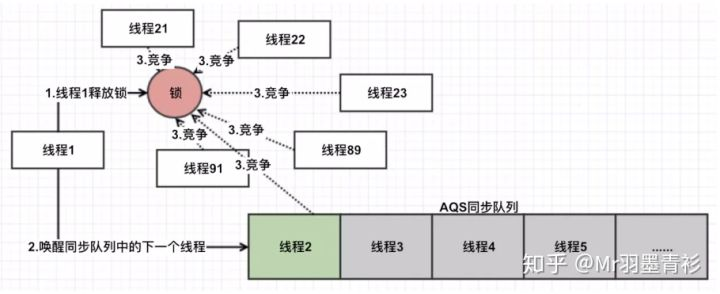 线程21
线程22
3.竞争
3.竞争
1.线程1释放锁
锁
3.竞争
线程23
3.竞争
3.竞争
线程1
线程89
线程91
3.竞争
AQS同步队列
2.唤醒同步队列中的下一个线程
线程2
线程3
线程4
线程5
......
知乎 @Mr羽墨青衫